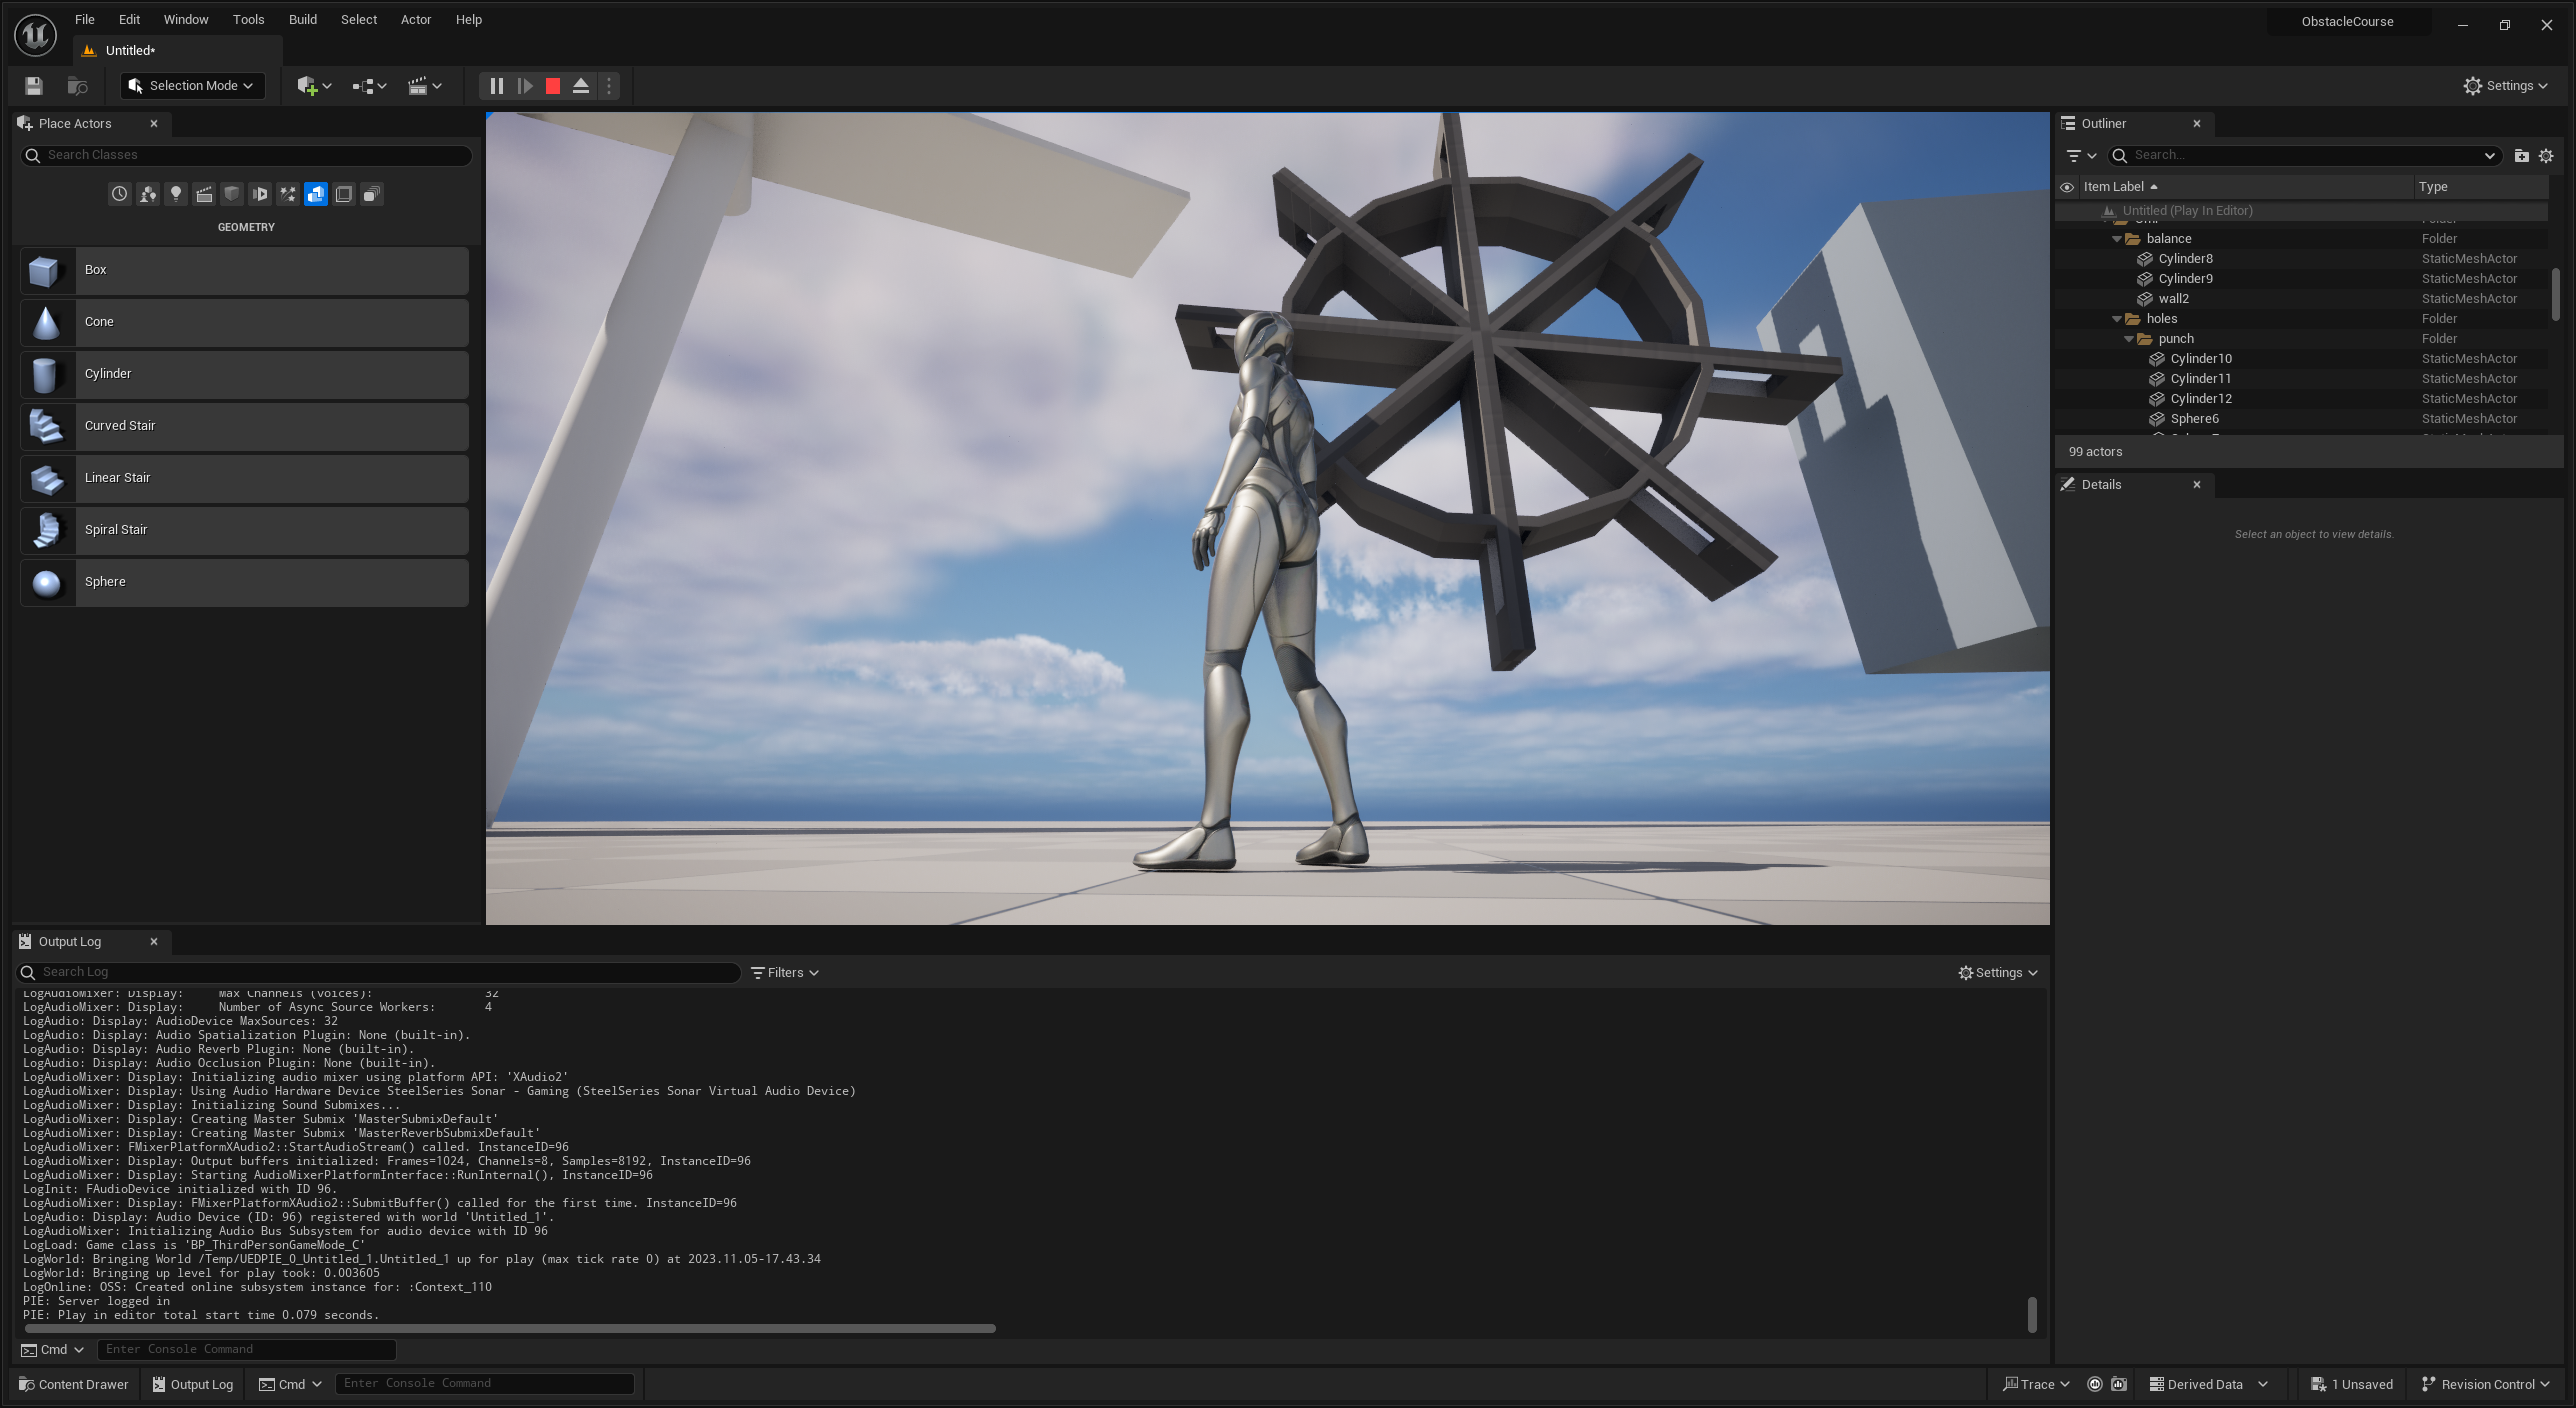 File Edit Window Tools Build Select Actor Help
ObstacleCourse
Untitled*
Selection Mode
Settings
Place Actors
Search Classes
GEOMETRY
Box
Cone
Cylinder
Curved Stair
Linear Stair
Spiral Stair
Sphere
Outliner
Search...
Item Label Type
Untitled (Play In Editor)
balance Folder
Cylinder8 StaticMeshActor
Cylinder9 StaticMeshActor
wall2 StaticMeshActor
holes Folder
punch Folder
Cylinder10 StaticMeshActor
Cylinder11 StaticMeshActor
Cylinder12 StaticMeshActor
Sphere6 StaticMeshActor
99 actors
Details
Select an object to view details.
Output Log
Search Log
Filters
Settings
LogAudioMixer: Display: Max Channels (voices): 32
LogAudioMixer: Display: Number of Async Source Workers: 4
LogAudio: Display: AudioDevice MaxSources: 32
LogAudio: Display: Audio Spatialization Plugin: None (built-in).
LogAudio: Display: Audio Reverb Plugin: None (built-in).
LogAudio: Display: Audio Occlusion Plugin: None (built-in).
LogAudioMixer: Display: Initializing audio mixer using platform API: 'XAudio2'
LogAudioMixer: Display: Using Audio Hardware Device SteelSeries Sonar - Gaming (SteelSeries Sonar Virtual Audio Device)
LogAudioMixer: Display: Initializing Sound Submixes...
LogAudioMixer: Display: Creating Master Submix 'MasterSubmixDefault'
LogAudioMixer: Display: Creating Master Submix 'MasterReverbSubmixDefault'
LogAudioMixer: FMixerPlatformXAudio2::StartAudioStream() called. InstanceID=96
LogAudioMixer: Display: Output buffers initialized: Frames=1024, Channels=8, Samples=8192, InstanceID=96
LogAudioMixer: Display: Starting AudioMixerPlatformInterface::RunInternal(), InstanceID=96
LogInit: FAudioDevice initialized with ID 96.
LogAudioMixer: Display: FMixerPlatformXAudio2::SubmitBuffer() called for the first time. InstanceID=96
LogAudio: Display: Audio Device (ID: 96) registered with world 'Untitled_1'.
LogAudioMixer: Initializing Audio Bus Subsystem for audio device with ID 96
LogLoad: Game class is 'BP_ThirdPersonGameMode_C'
LogWorld: Bringing World /Temp/UEDPIE_0_Untitled_1.Untitled_1 up for play (max tick rate 0) at 2023.11.05-17.43.34
LogWorld: Bringing up level for play took: 0.003605
LogOnline: OSS: Created online subsystem instance for: :Context_110
PIE: Server logged in
PIE: Play in editor total start time 0.079 seconds.
Cmd Enter Console Command
Content Drawer Output Log Cmd Enter Console Command
Trace Derived Data 1 Unsaved Revision Control